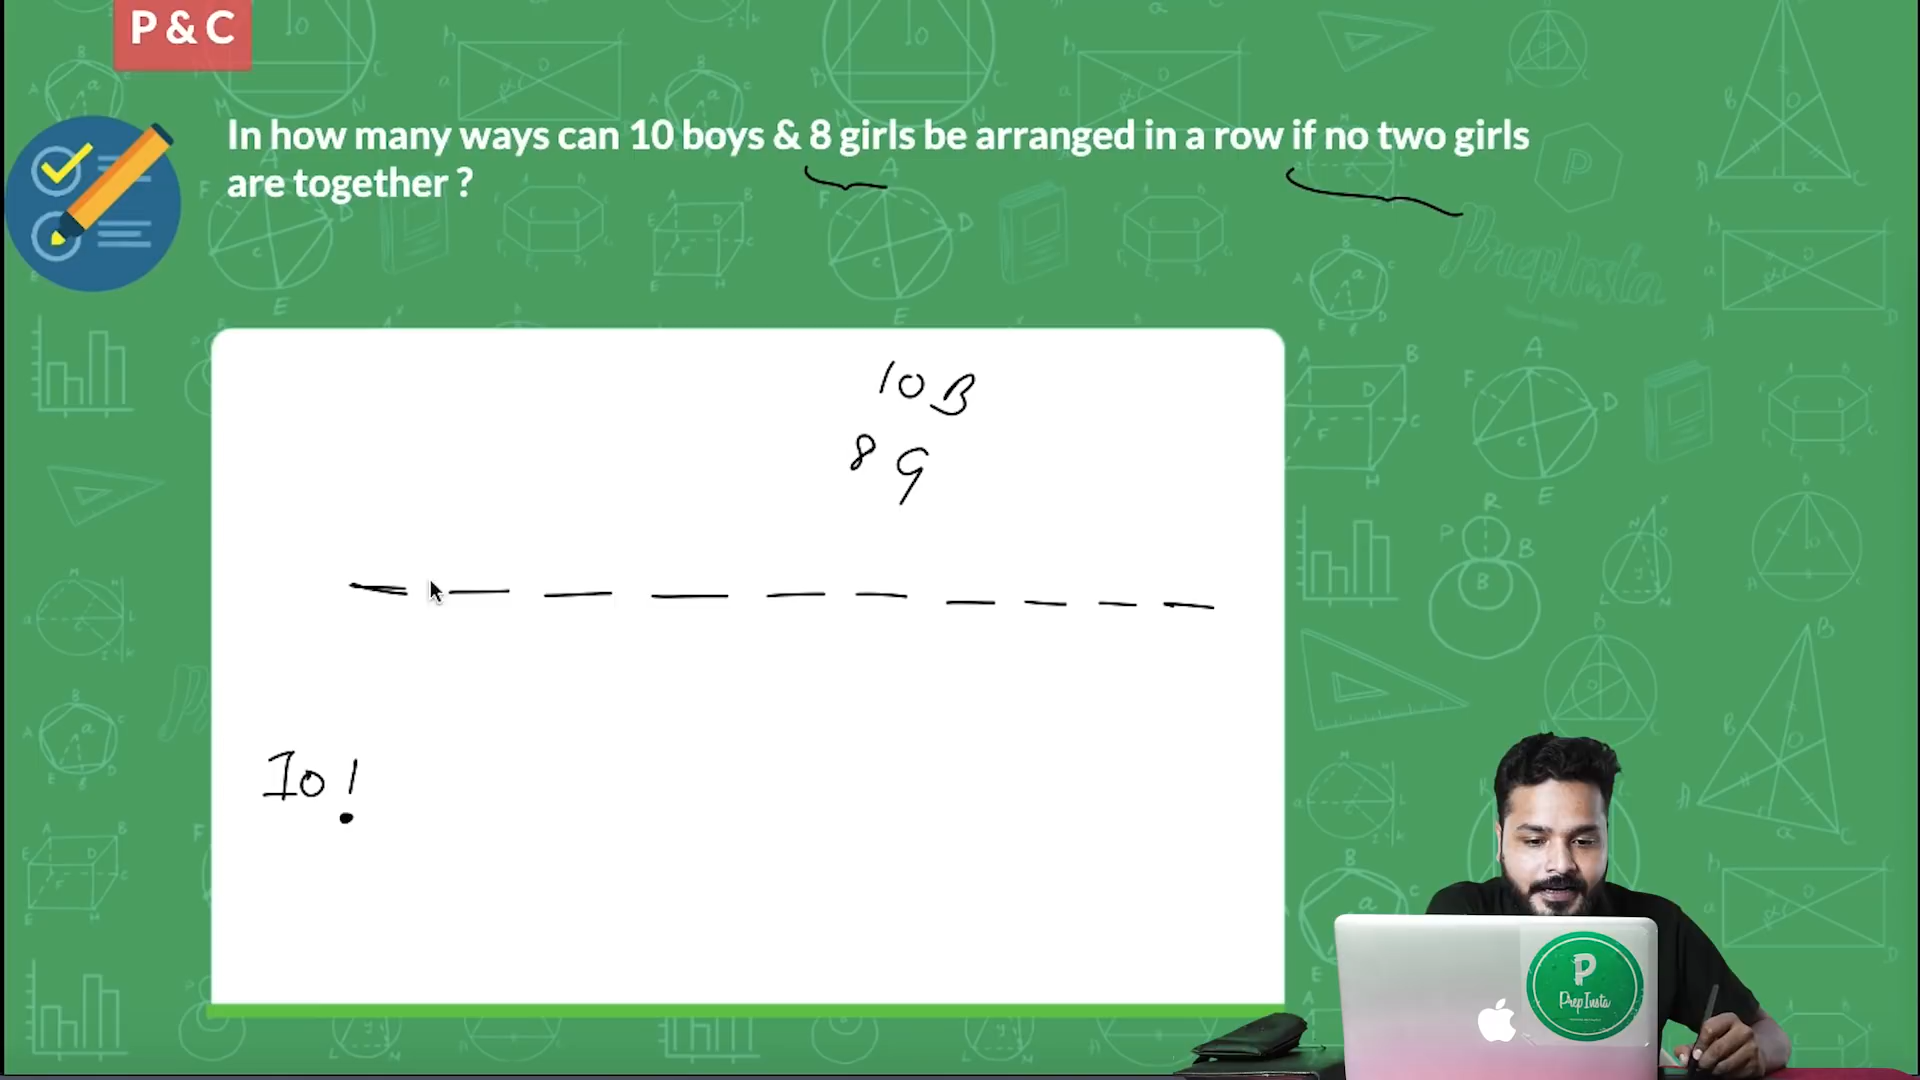 P & C
In how many ways can 10 boys & 8 girls be arranged in a row if no two girls
are together ?
PrepInsta
10 B
8 G
10 !
P
PrepInsta